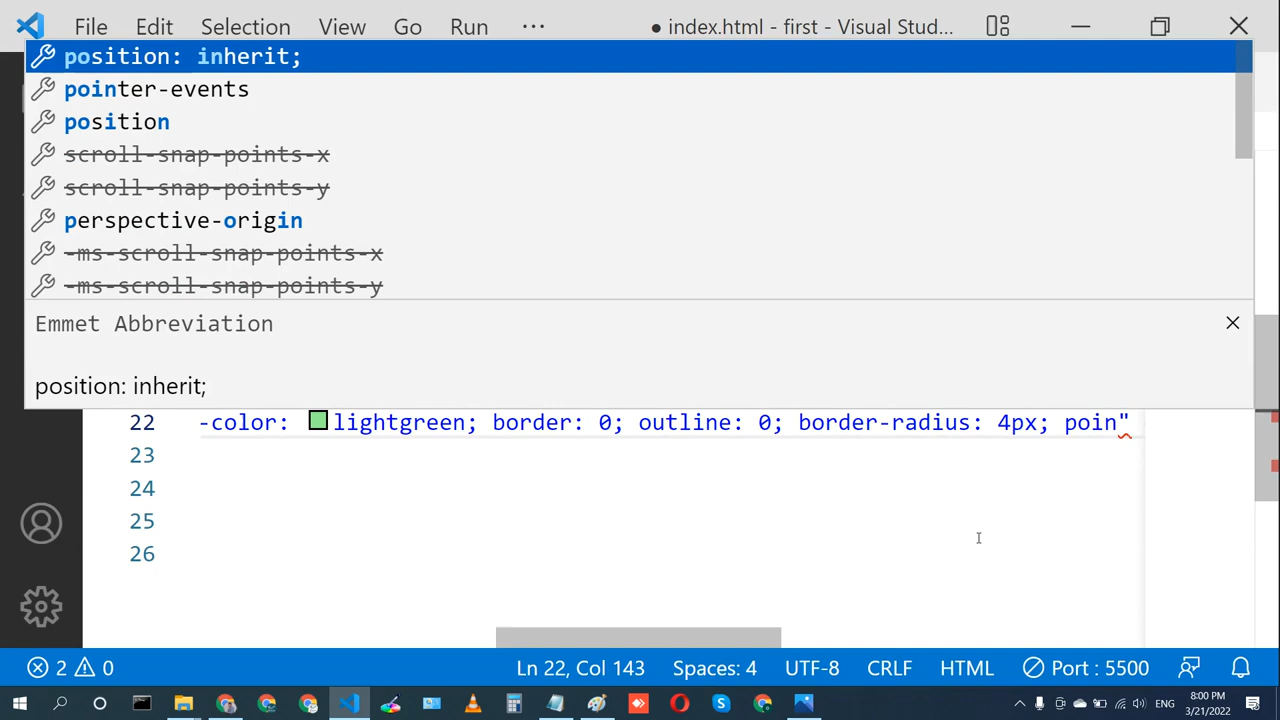 File Edit Selection View Go Run ··· ● index.html - first - Visual Stud...
position: inherit;
pointer-events
position
scroll-snap-points-x
scroll-snap-points-y
perspective-origin
-ms-scroll-snap-points-x
-ms-scroll-snap-points-y
Emmet Abbreviation
position: inherit;
22 -color: lightgreen; border: 0; outline: 0; border-radius: 4px; poin"
23
24
25
26
2 0 Ln 22, Col 143 Spaces: 4 UTF-8 CRLF HTML Port : 5500
ENG 8:00 PM
3/21/2022